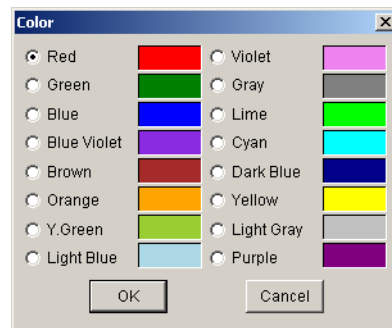 Color
Red
Violet
Green
Gray
Blue
Lime
Blue Violet
Cyan
Brown
Dark Blue
Orange
Yellow
Y.Green
Light Gray
Light Blue
Purple
OK
Cancel